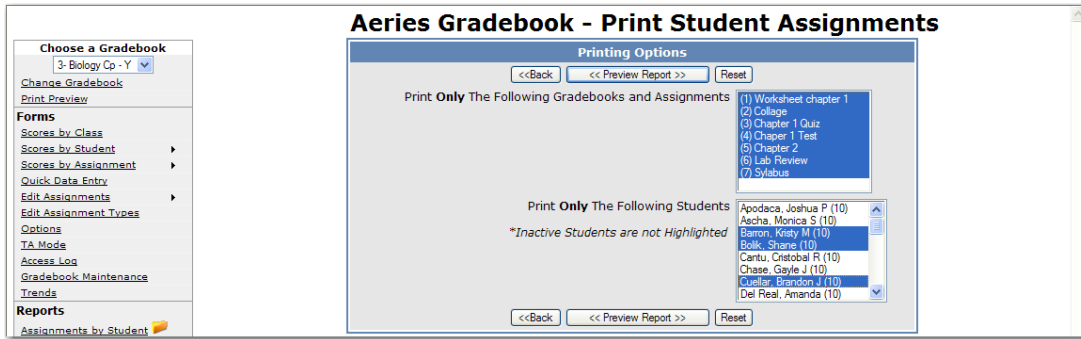 Aeries Gradebook - Print Student Assignments
Choose a Gradebook
3- Biology Cp - Y
Change Gradebook
Print Preview
Forms
Scores by Class
Scores by Student
Scores by Assignment
Quick Data Entry
Edit Assignments
Edit Assignment Types
Options
TA Mode
Access Log
Gradebook Maintenance
Trends
Reports
Assignments by Student
Printing Options
<<Back << Preview Report >> Reset
Print Only The Following Gradebooks and Assignments
(1) Worksheet chapter 1
(2) Collage
(3) Chapter 1 Quiz
(4) Chaper 1 Test
(5) Chapter 2
(6) Lab Review
(7) Sylabus
Print Only The Following Students
*Inactive Students are not Highlighted
Apodaca, Joshua P (10)
Ascha, Monica S (10)
Barron, Kristy M (10)
Bolik, Shane (10)
Cantu, Cristobal R (10)
Chase, Gayle J (10)
Cuellar, Brandon J (10)
Del Real, Amanda (10)
<<Back << Preview Report >> Reset